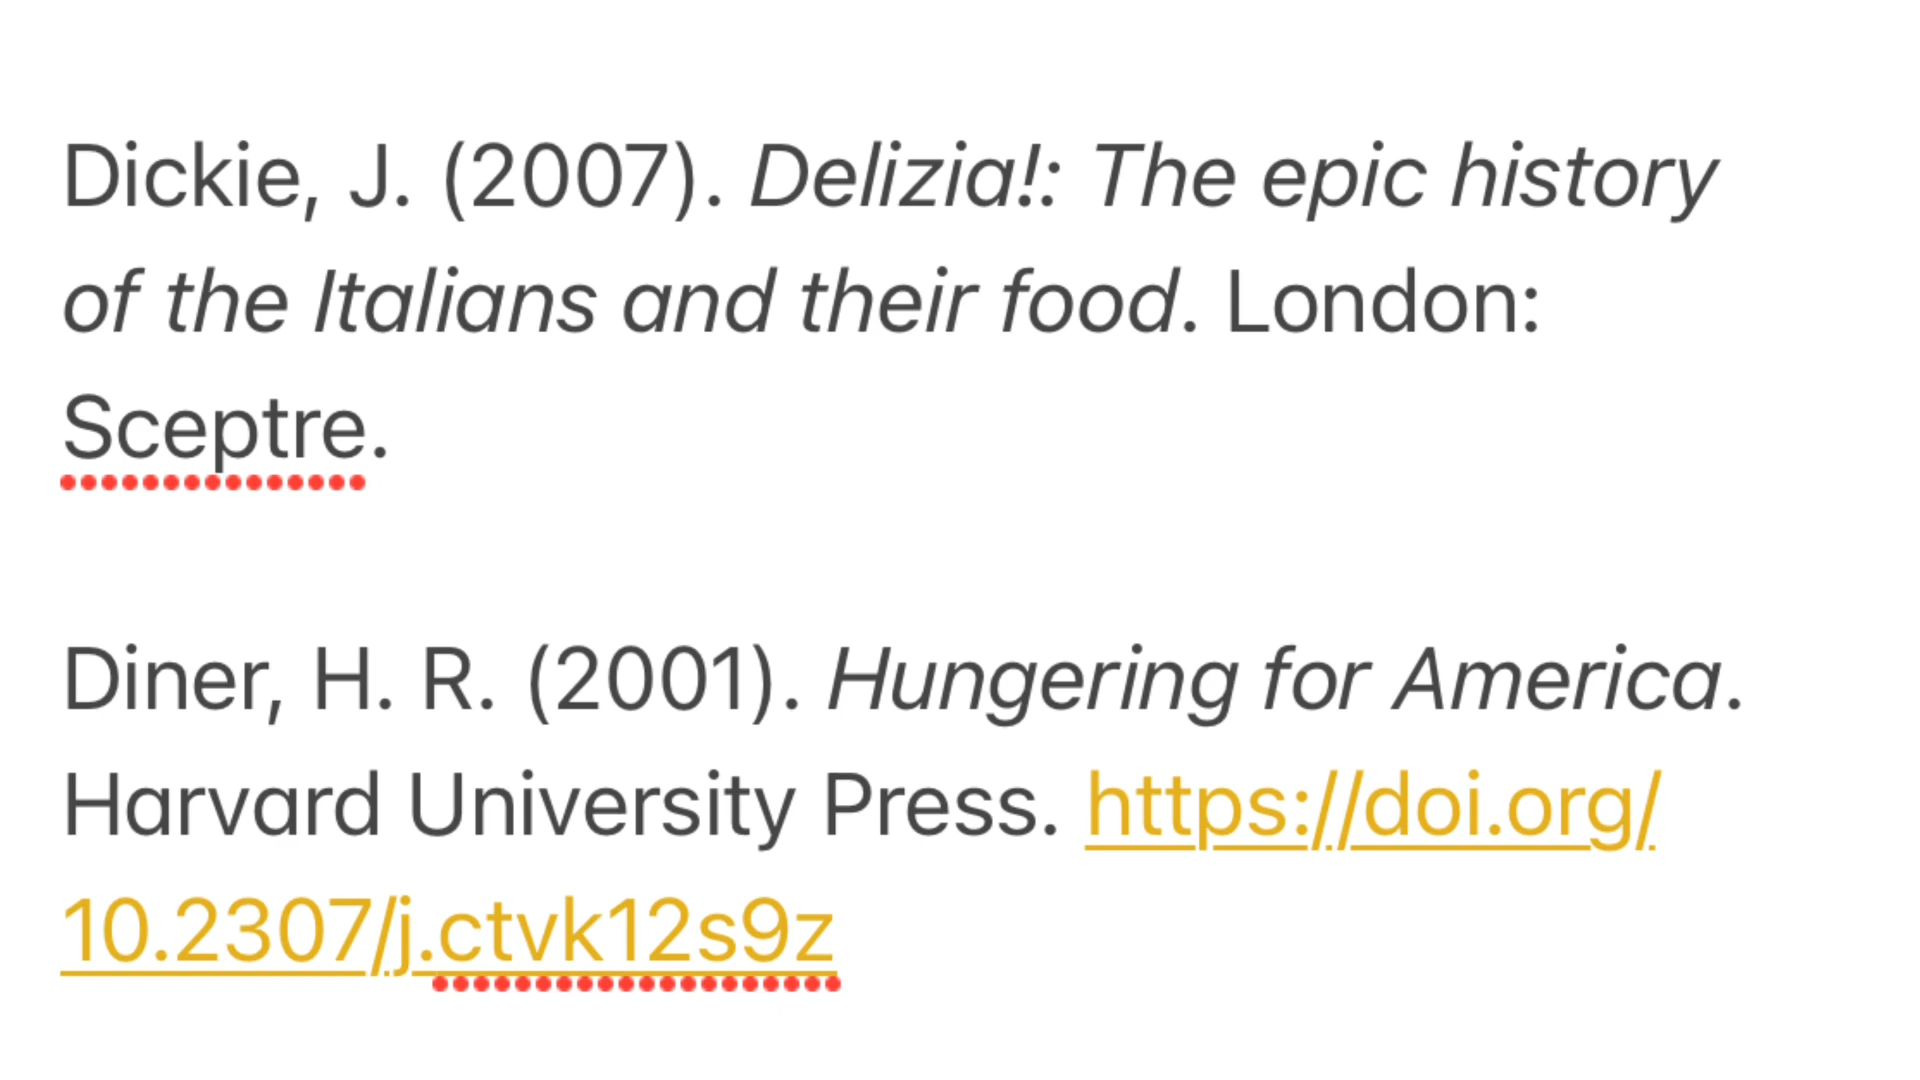 Dickie, J. (2007). Delizia!: The epic history
of the Italians and their food. London:
Sceptre.
Diner, H. R. (2001). Hungering for America.
Harvard University Press. https://doi.org/
10.2307/j.ctvk12s9z